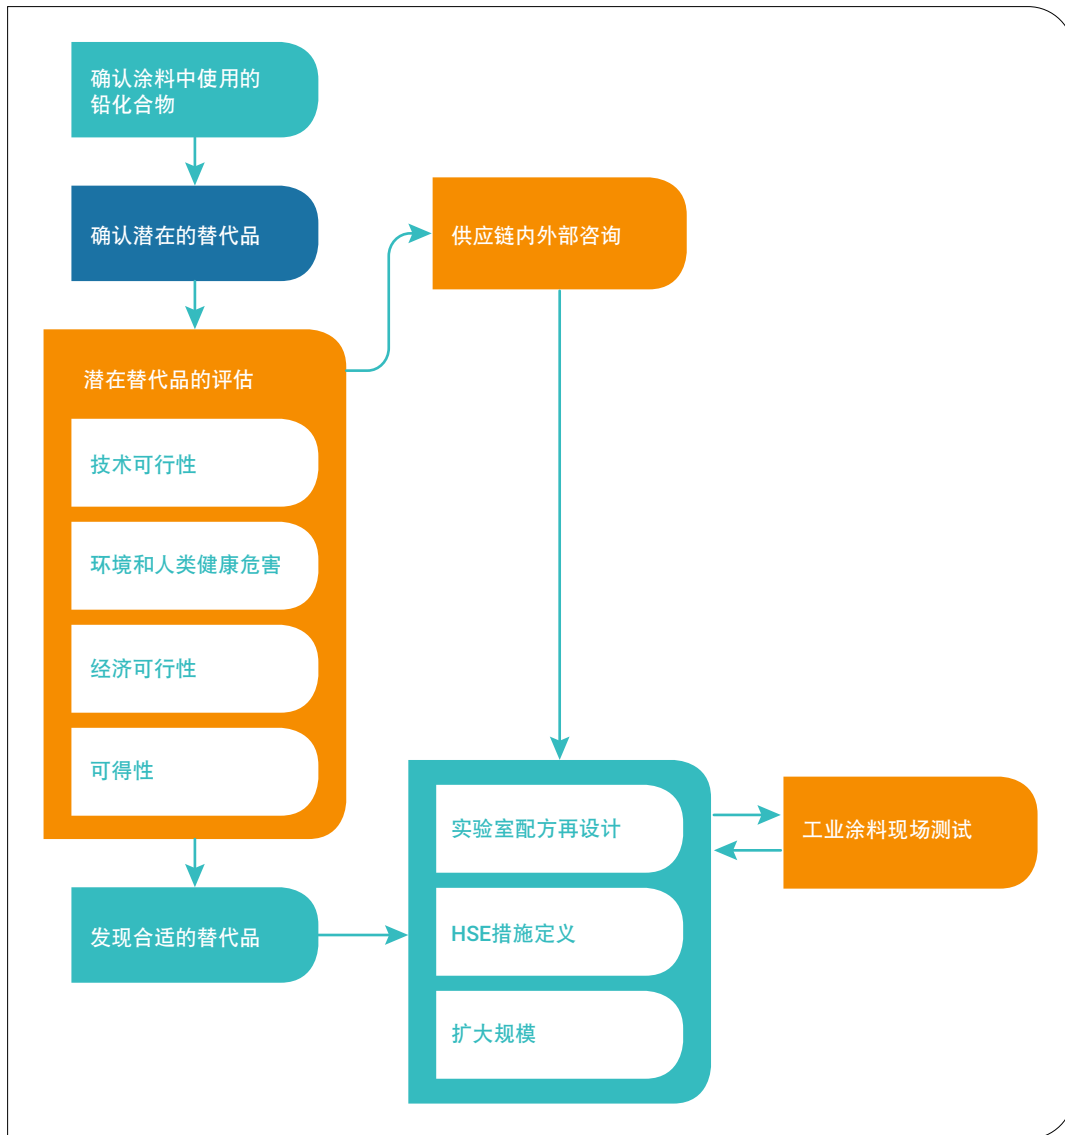 确认涂料中使用的
铅化合物
确认潜在的替代品
供应链内外部咨询
潜在替代品的评估
技术可行性
环境和人类健康危害
经济可行性
可得性
实验室配方再设计
工业涂料现场测试
发现合适的替代品
HSE措施定义
扩大规模